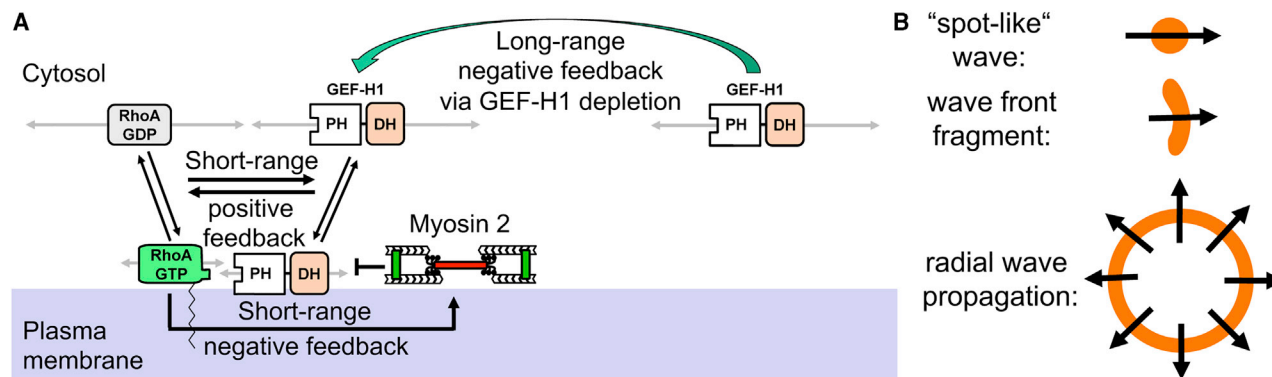 A
Cytosol
RhoA
GDP
GEF-H1
PH
DH
Long-range
negative feedback
via GEF-H1 depletion
GEF-H1
PH
DH
Short-range
positive
feedback
RhoA
GTP
PH
DH
Myosin 2
Short-range
negative feedback
Plasma
membrane
B
“spot-like“
wave:
wave front
fragment:
radial wave
propagation: